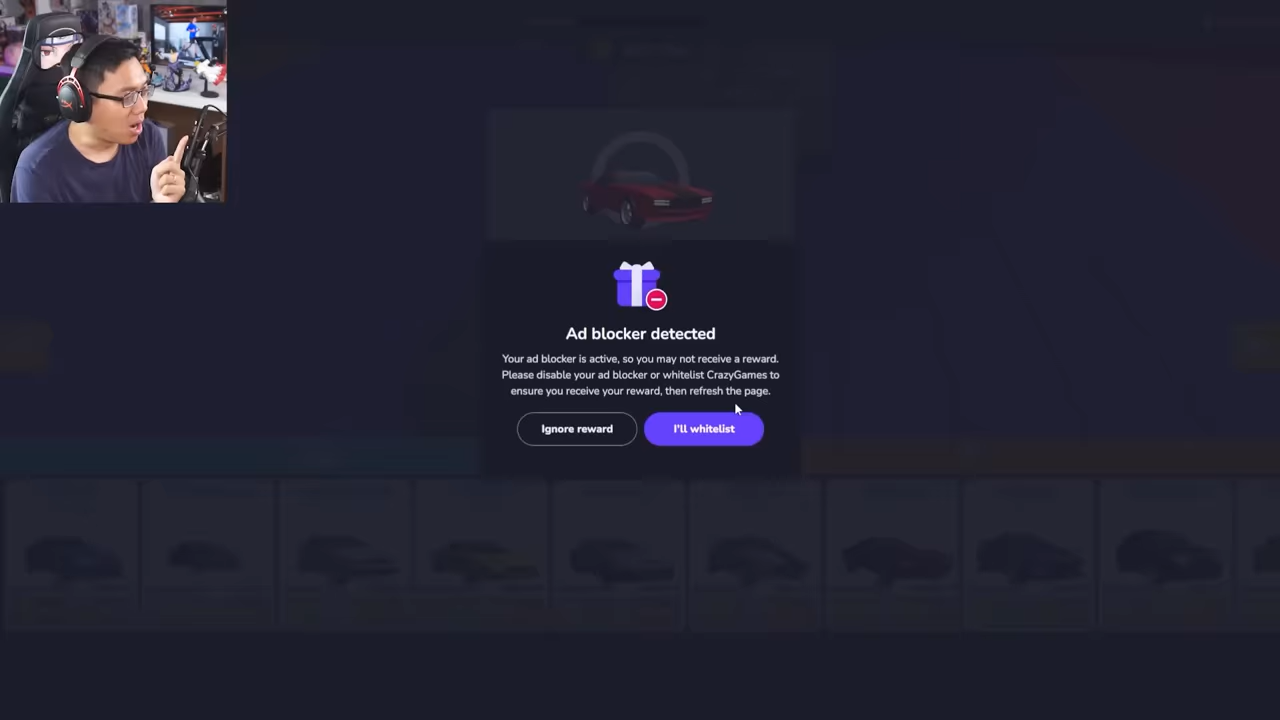 Ad blocker detected
Your ad blocker is active, so you may not receive a reward.
Please disable your ad blocker or whitelist CrazyGames to
ensure you receive your reward, then refresh the page.
Ignore reward
I'll whitelist